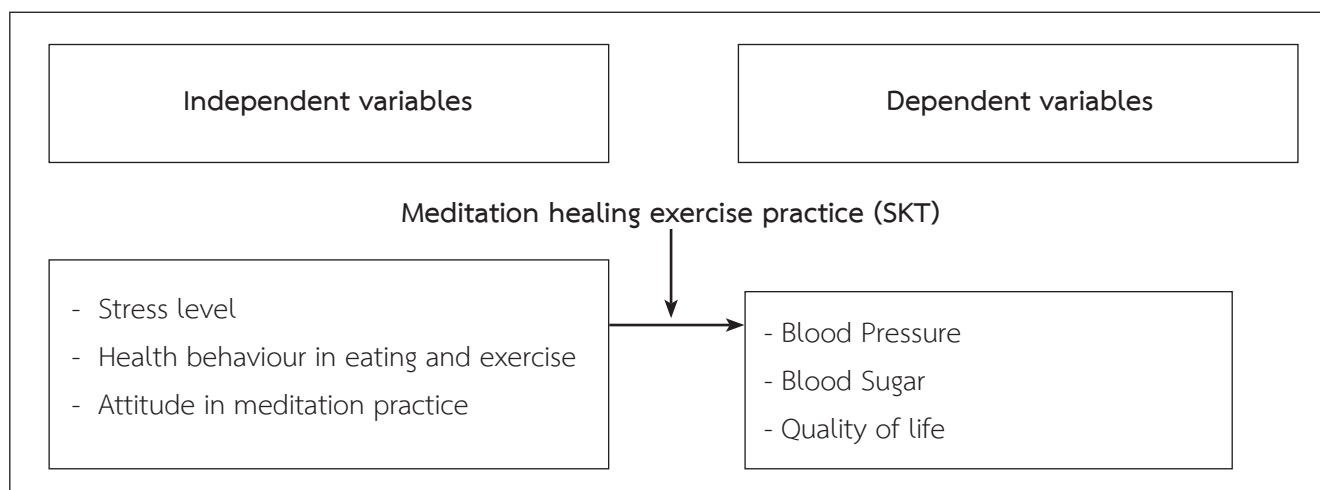 Independent variables
Dependent variables
Meditation healing exercise practice (SKT)
- Stress level
- Health behaviour in eating and exercise
- Attitude in meditation practice
- Blood Pressure
- Blood Sugar
- Quality of life